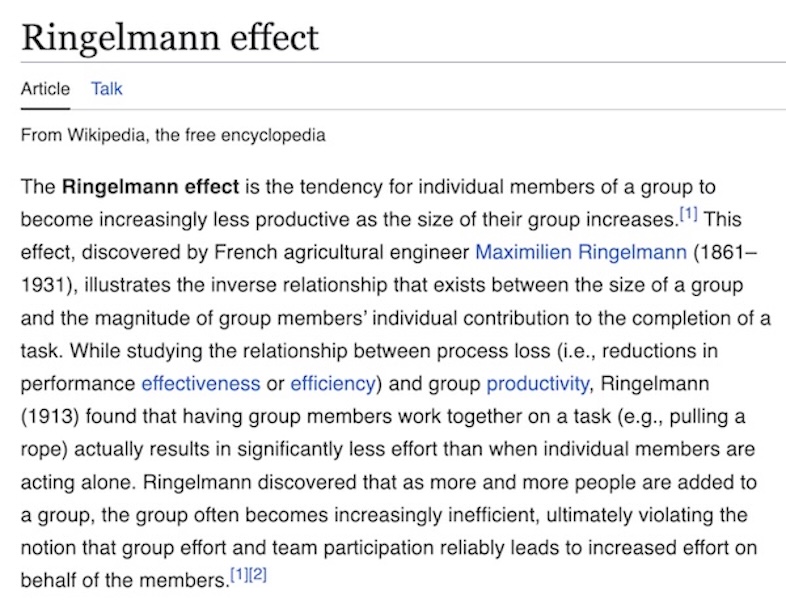 Ringelmann effect
Article Talk
From Wikipedia, the free encyclopedia
The Ringelmann effect is the tendency for individual members of a group to
become increasingly less productive as the size of their group increases.[1] This
effect, discovered by French agricultural engineer Maximilien Ringelmann (1861–
1931), illustrates the inverse relationship that exists between the size of a group
and the magnitude of group members’ individual contribution to the completion of a
task. While studying the relationship between process loss (i.e., reductions in
performance effectiveness or efficiency) and group productivity, Ringelmann
(1913) found that having group members work together on a task (e.g., pulling a
rope) actually results in significantly less effort than when individual members are
acting alone. Ringelmann discovered that as more and more people are added to
a group, the group often becomes increasingly inefficient, ultimately violating the
notion that group effort and team participation reliably leads to increased effort on
behalf of the members.[1][2]